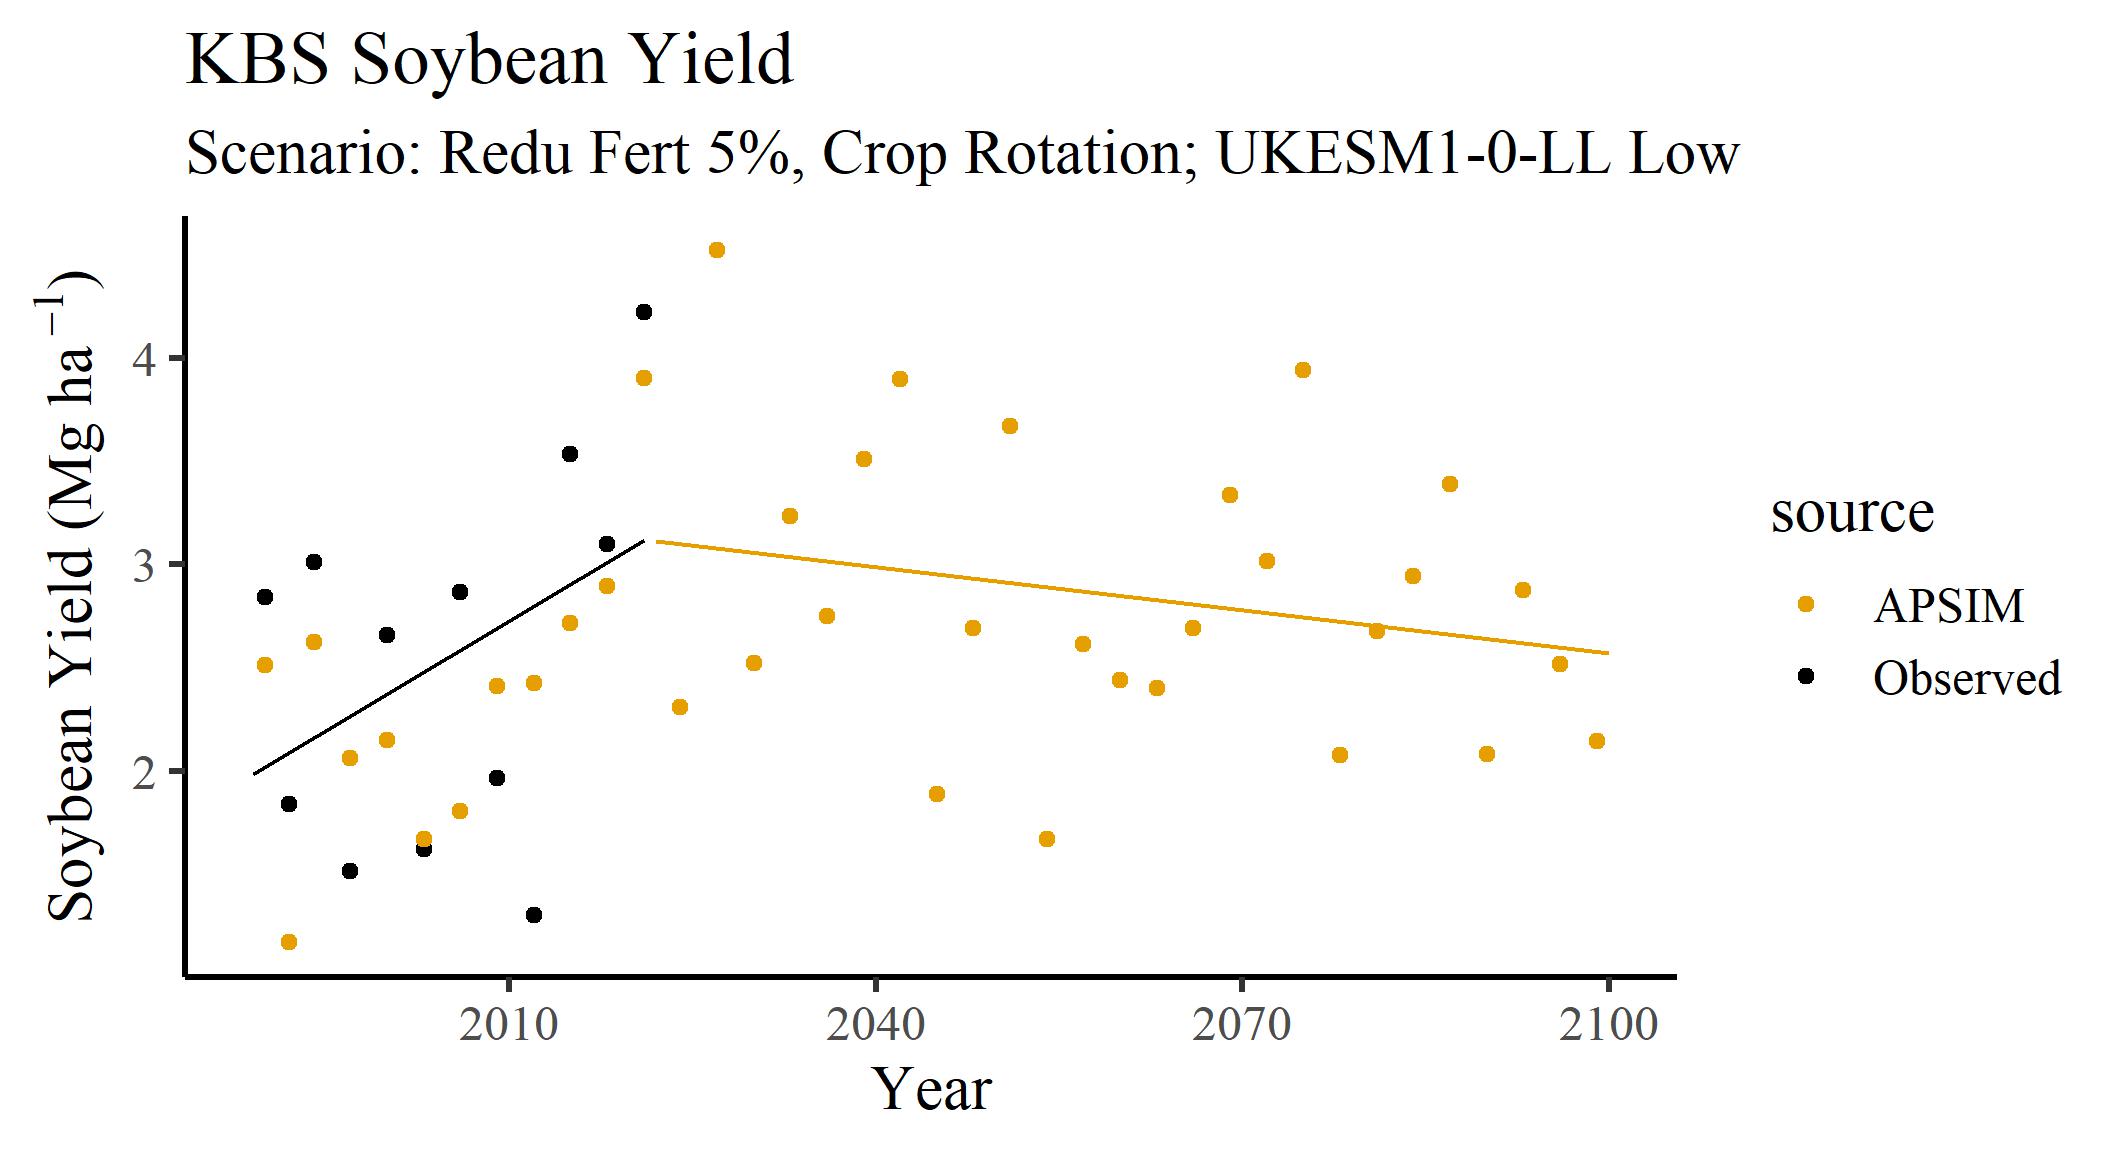 KBS Soybean Yield
Scenario: Redu Fert 5%, Crop Rotation; UKESM1-0-LL Low
Soybean Yield (Mg ha −1)
4
3
2
2010
2040
2070
2100
Year
source
APSIM
Observed